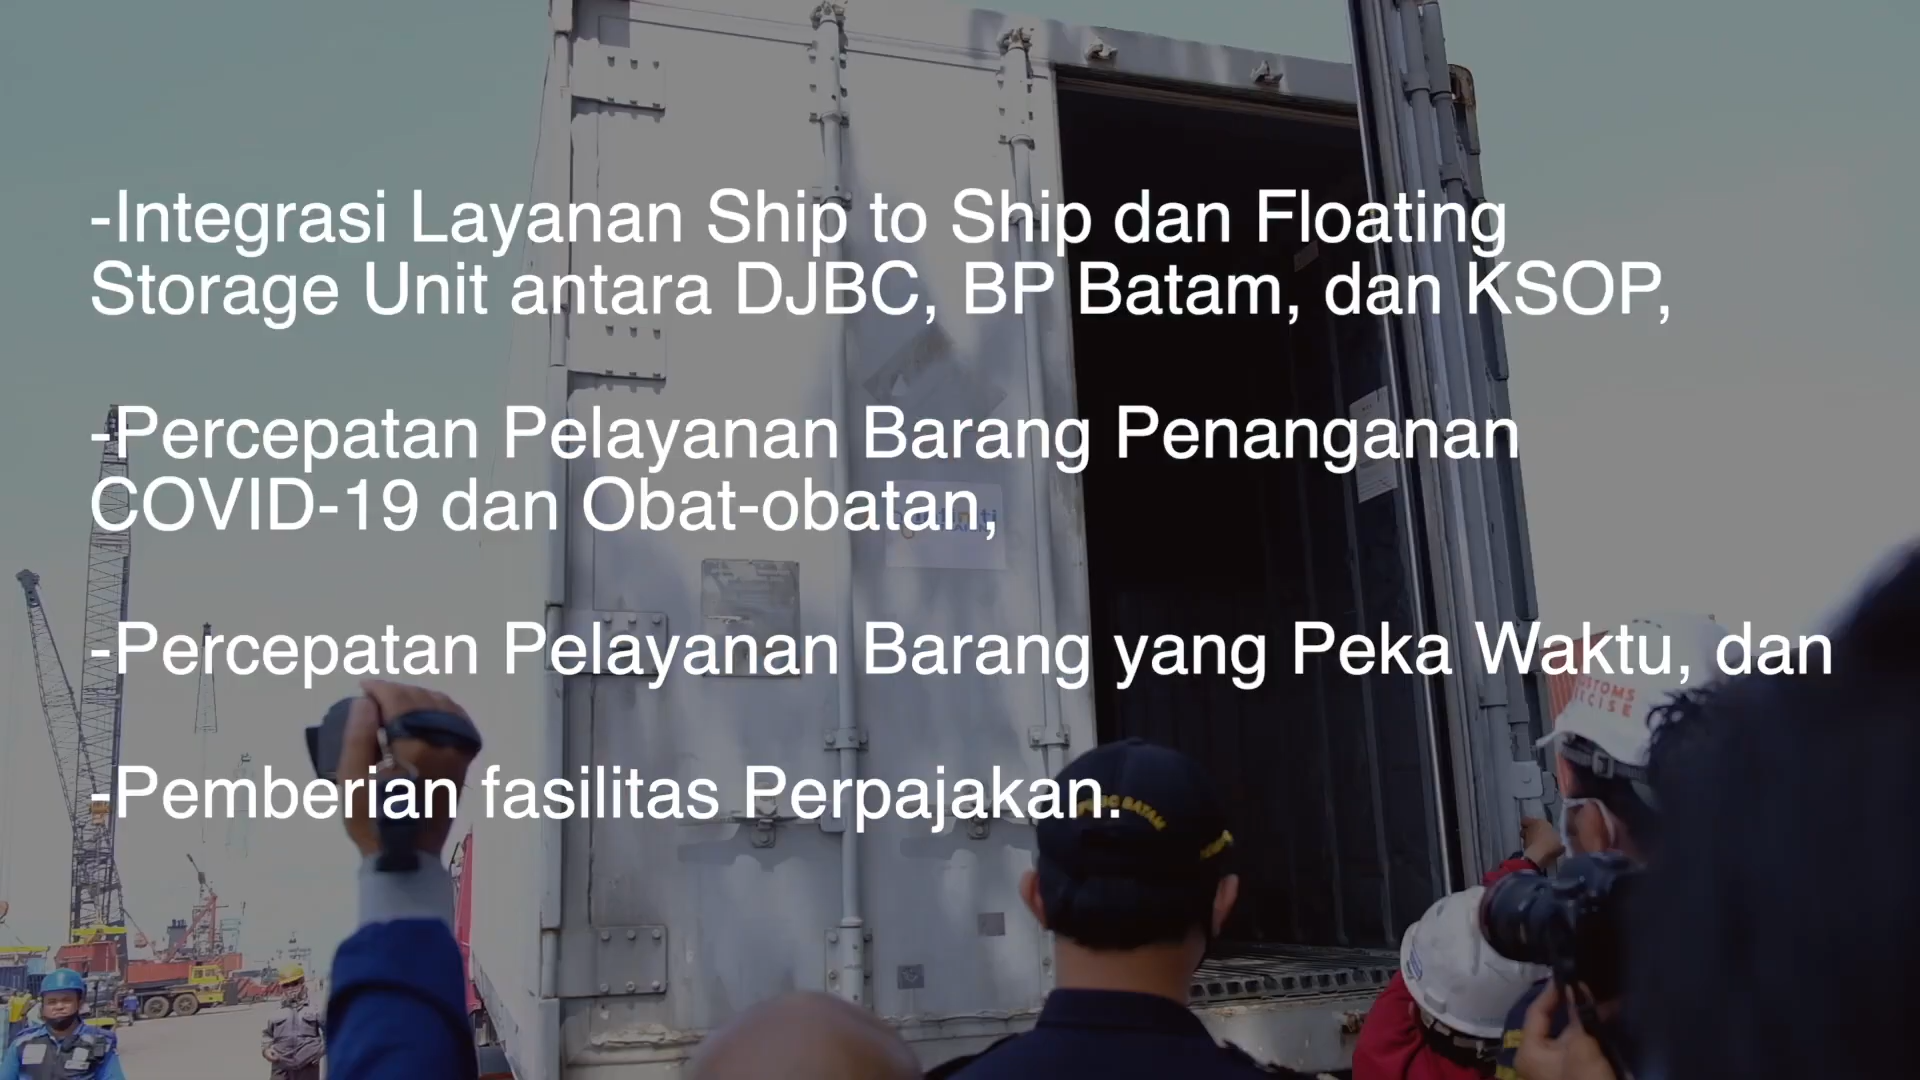 -Integrasi Layanan Ship to Ship dan Floating
Storage Unit antara DJBC, BP Batam, dan KSOP,
-Percepatan Pelayanan Barang Penanganan
COVID-19 dan Obat-obatan,
-Percepatan Pelayanan Barang yang Peka Waktu, dan
-Pemberian fasilitas Perpajakan.
BATAM